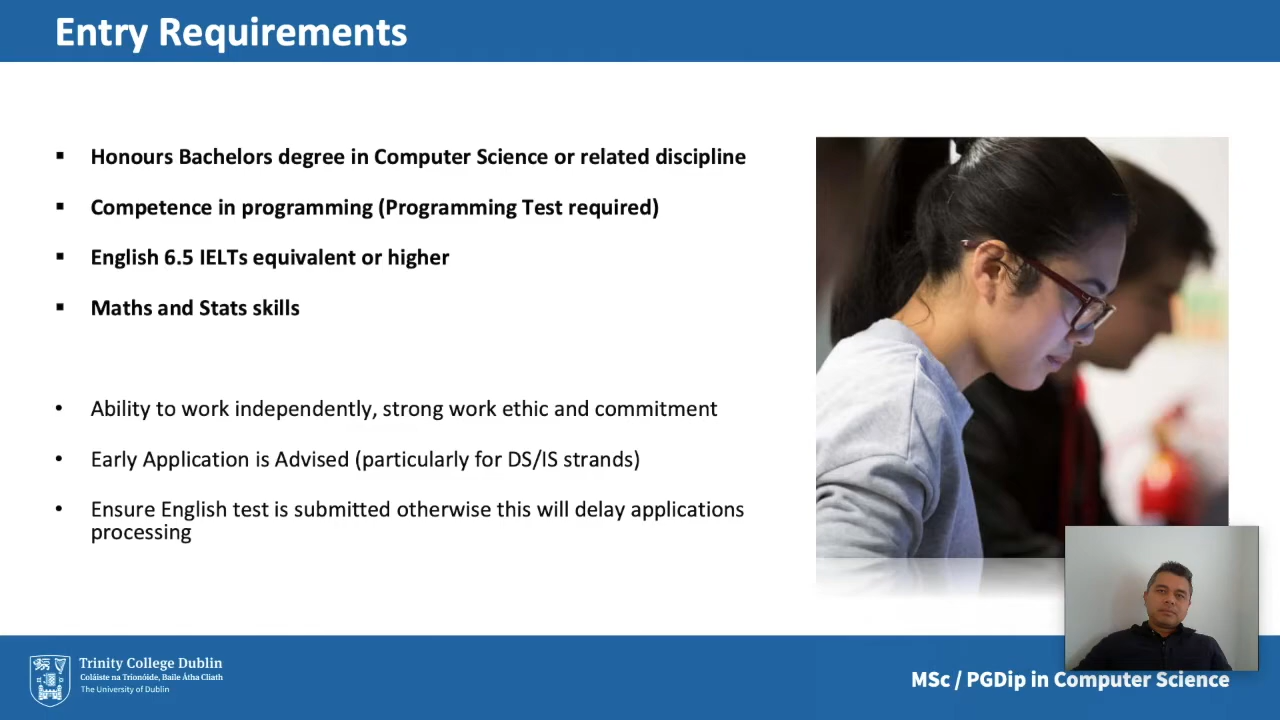 Entry Requirements
▪ Honours Bachelors degree in Computer Science or related discipline
▪ Competence in programming (Programming Test required)
▪ English 6.5 IELTs equivalent or higher
▪ Maths and Stats skills
• Ability to work independently, strong work ethic and commitment
• Early Application is Advised (particularly for DS/IS strands)
• Ensure English test is submitted otherwise this will delay applications
processing
Trinity College Dublin
Coláiste na Tríonóide, Baile Átha Cliath
The University of Dublin
MSc / PGDip in Computer Science